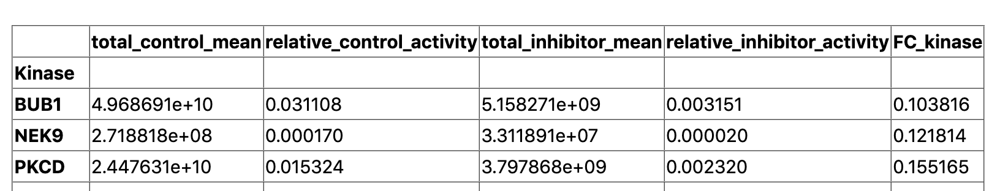 total_control_mean relative_control_activity total_inhibitor_mean relative_inhibitor_activity FC_kinase
Kinase
BUB1 4.968691e+10 0.031108 5.158271e+09 0.003151 0.103816
NEK9 2.718818e+08 0.000170 3.311891e+07 0.000020 0.121814
PKCD 2.447631e+10 0.015324 3.797868e+09 0.002320 0.155165